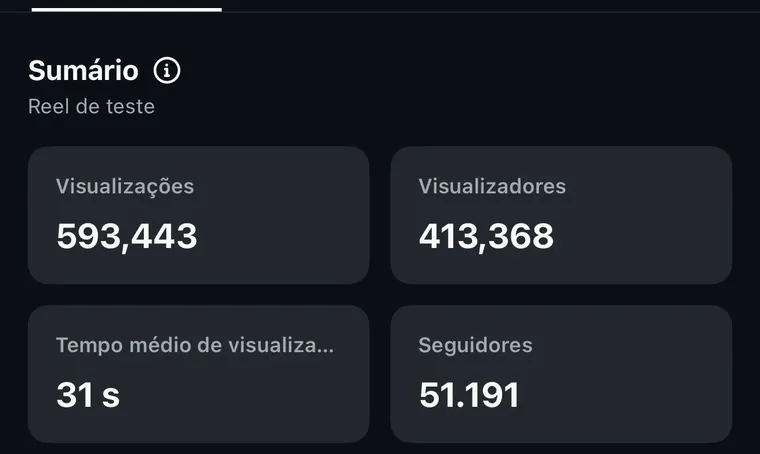 Sumário
Reel de teste
Visualizações
593,443
Visualizadores
413,368
Tempo médio de visualiza...
31 s
Seguidores
51.191